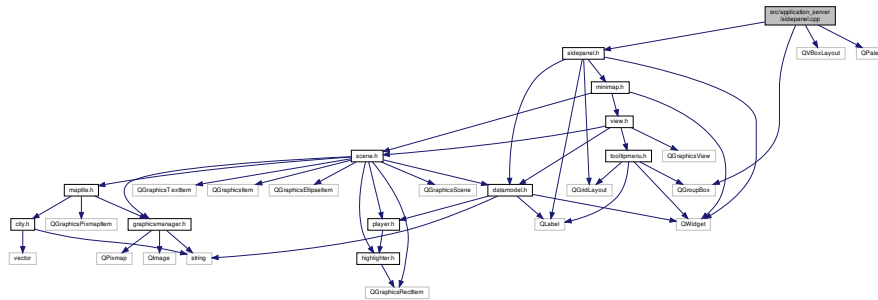 src/application_server
/sidepanel.cpp
sidepanel.h
QVBoxLayout
QPale
minimap.h
view.h
scene.h
tooltipmenu.h
QGraphicsView
maptile.h
QGraphicsTextItem
QGraphicsItem
QGraphicsEllipseItem
QGraphicsScene
datamodel.h
QGridLayout
QGroupBox
city.h
QGraphicsPixmapItem
graphicsmanager.h
player.h
QLabel
QWidget
vector
QPixmap
QImage
string
highlighter.h
QGraphicsRectItem